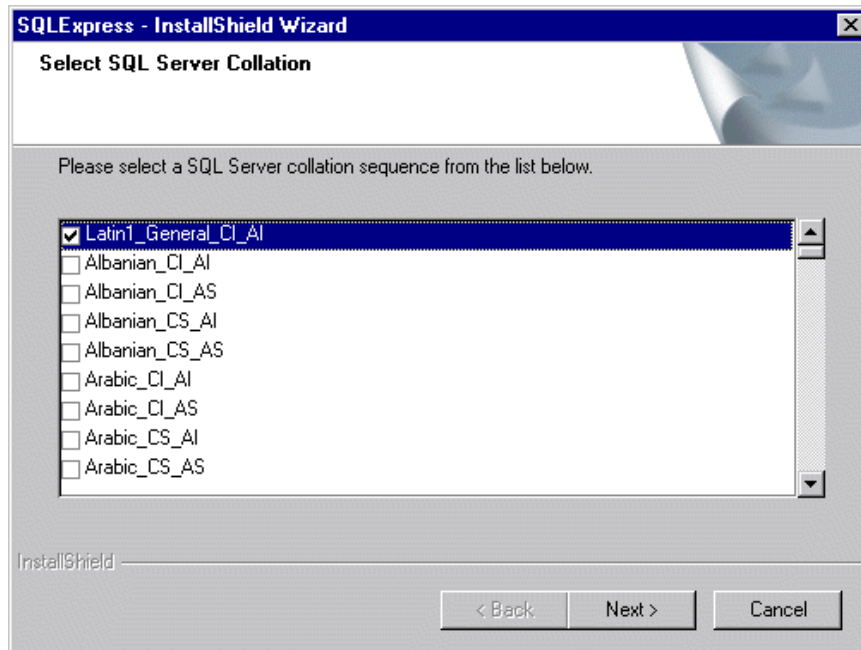 SQLExpress - InstallShield Wizard
Select SQL Server Collation
Please select a SQL Server collation sequence from the list below.
Latin1_General_CI_AI
Albanian_CI_AI
Albanian_CI_AS
Albanian_CS_AI
Albanian_CS_AS
Arabic_CI_AI
Arabic_CI_AS
Arabic_CS_AI
Arabic_CS_AS
InstallShield
< Back Next > Cancel